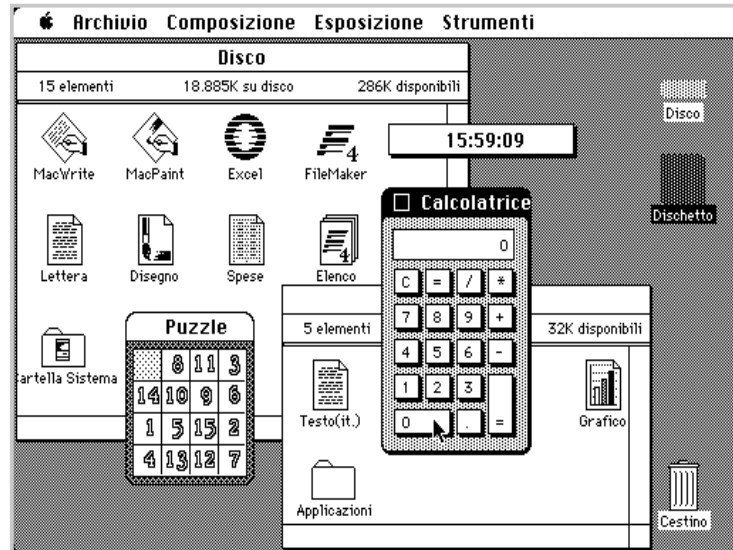 Archivio Composizione Esposizione Strumenti
Disco
15 elementi 18.885K su disco 286K disponibili
MacWrite MacPaint Excel FileMaker
4
15:59:09
Disco
Dischetto
Lettera Disegno Spese Elenco
4
Calcolatrice
0
C = / *
7 8 9 +
4 5 6 -
1 2 3
0 . =
5 elementi 32K disponibili
artella Sistema
Puzzle
8 11 3
14 10 9 6
1 5 15 2
4 13 12 7
Testo(it.) Grafico
Applicazioni
Cestino